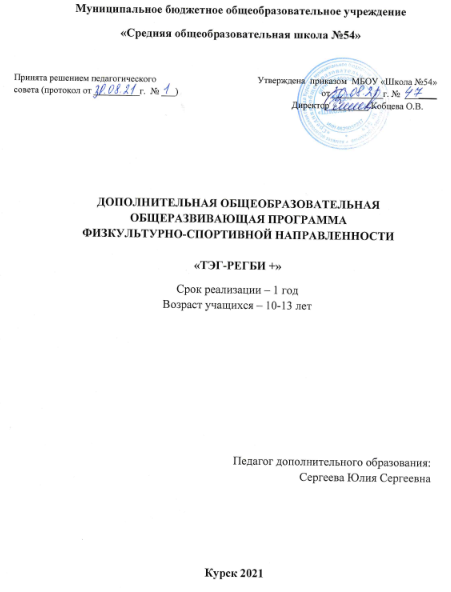 Муниципальное бюджетное общеобразовательное учреждение
«Средняя общеобразовательная школа №54»
Принята решением педагогического
совета (протокол от 30.08.21 г. № 1 )
Утверждена приказом МБОУ «Школа №54»
от 30.08.21 г. № 47
Директор Кобцева О.В.
ДОПОЛНИТЕЛЬНАЯ ОБЩЕОБРАЗОВАТЕЛЬНАЯ
ОБЩЕРАЗВИВАЮЩАЯ ПРОГРАММА
ФИЗКУЛЬТУРНО-СПОРТИВНОЙ НАПРАВЛЕННОСТИ
«ТЭГ-РЕГБИ +»
Срок реализации – 1 год
Возраст учащихся – 10-13 лет
Педагог дополнительного образования:
Сергеева Юлия Сергеевна
Курск 2021